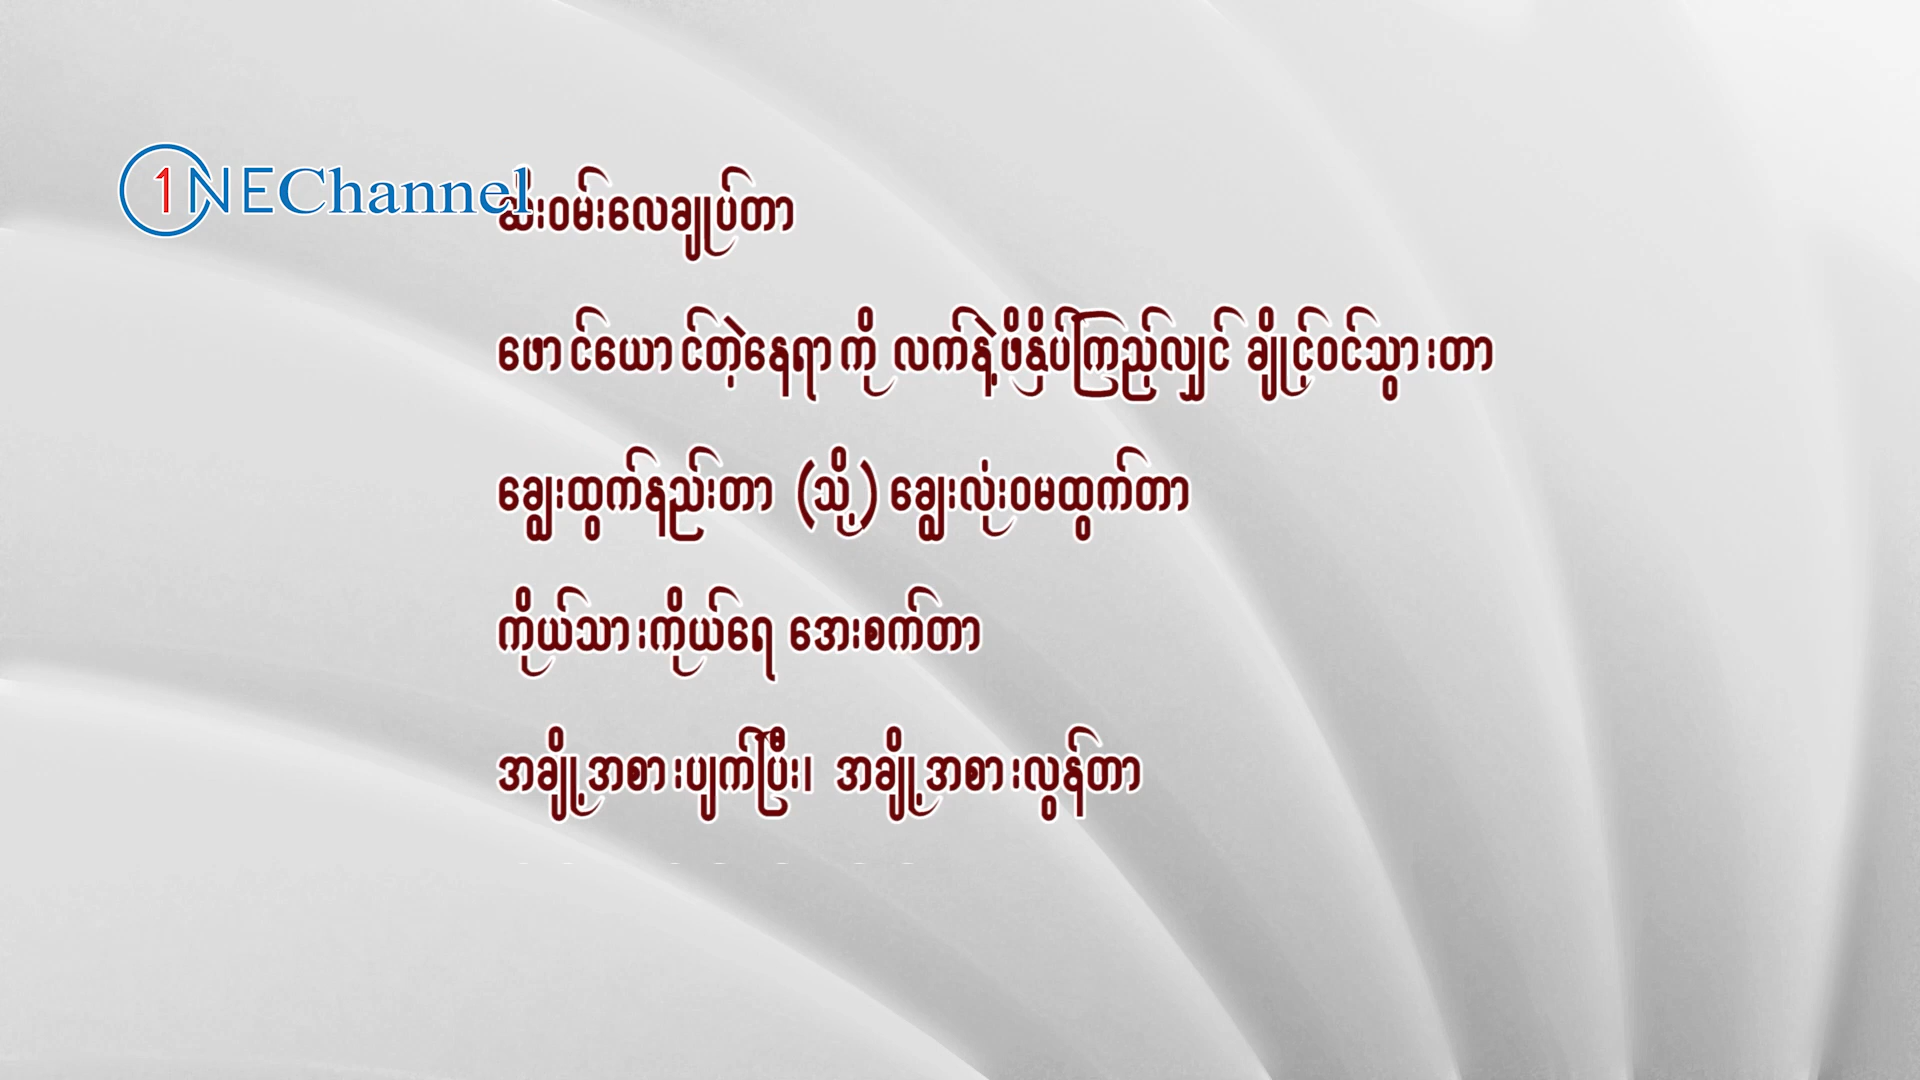 1NEChannel
ဆီးဝမ်းလေချုပ်တာ
ဖောင်ယောင်တဲ့နေရာကို လက်နဲ့ဖိနှိပ်ကြည့်လျှင် ချိုင့်ဝင်သွားတာ
ချွေးထွက်နည်းတာ (သို့) ချွေးလုံးဝမထွက်တာ
ကိုယ်သားကိုယ်ရေ အေးစက်တာ
အချို့အစားပျက်ပြီး၊ အချို့အစားလွန်တာ